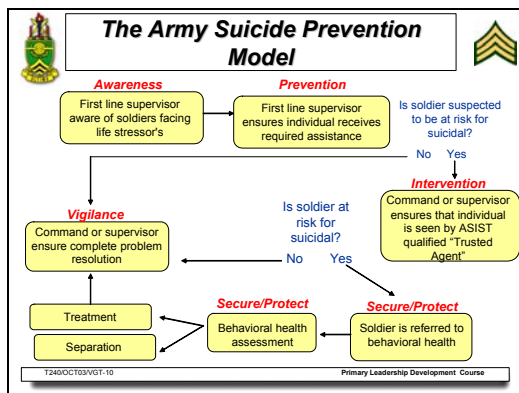 The Army Suicide Prevention
Model
Awareness
First line supervisor
aware of soldiers facing
life stressor's
Prevention
First line supervisor
ensures individual receives
required assistance
Is soldier suspected
to be at risk for
suicidal?
No Yes
Intervention
Command or supervisor
ensures that individual
is seen by ASIST
qualified “Trusted
Agent”
Vigilance
Command or supervisor
ensure complete problem
resolution
Is soldier at
risk for
suicidal?
No Yes
Secure/Protect
Soldier is referred to
behavioral health
Secure/Protect
Behavioral health
assessment
Treatment
Separation
T240/OCT03/VGT-10
Primary Leadership Development Course